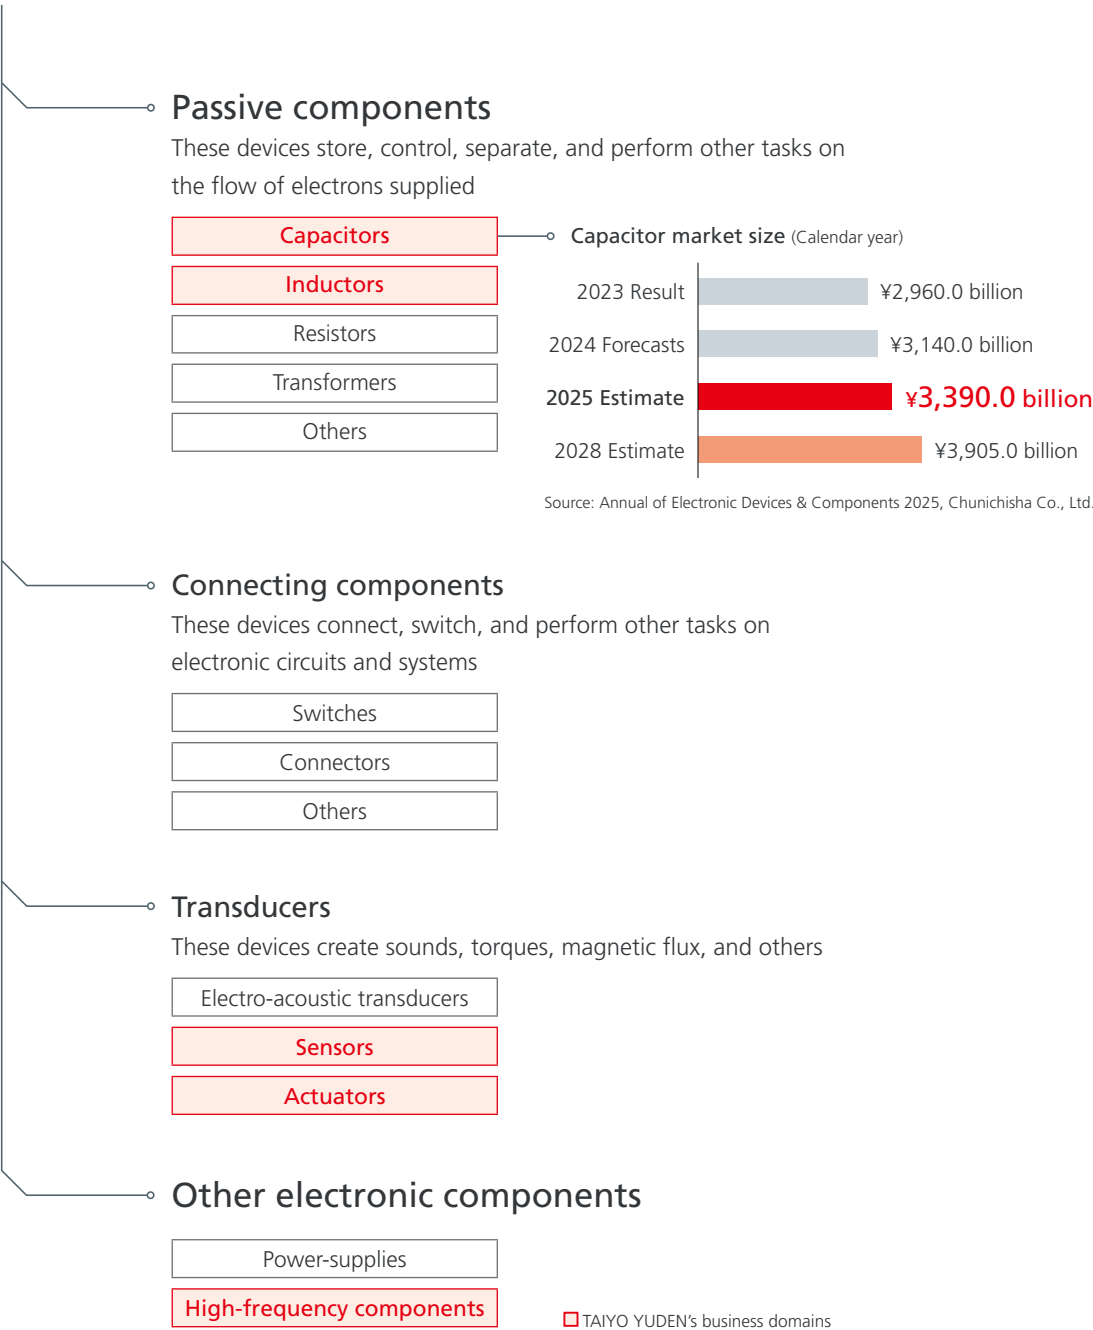 Passive components
These devices store, control, separate, and perform other tasks on
the flow of electrons supplied
Capacitors
Inductors
Resistors
Transformers
Others
Capacitor market size (Calendar year)
2023 Result ¥2,960.0 billion
2024 Forecasts ¥3,140.0 billion
2025 Estimate ¥3,390.0 billion
2028 Estimate ¥3,905.0 billion
Source: Annual of Electronic Devices & Components 2025, Chunichisha Co., Ltd.
Connecting components
These devices connect, switch, and perform other tasks on
electronic circuits and systems
Switches
Connectors
Others
Transducers
These devices create sounds, torques, magnetic flux, and others
Electro-acoustic transducers
Sensors
Actuators
Other electronic components
Power-supplies
High-frequency components
TAIYO YUDEN’s business domains